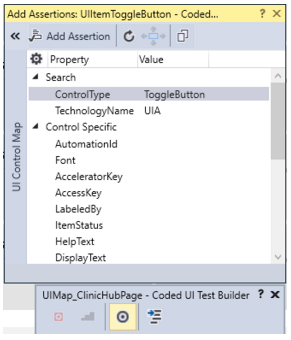 Add Assertions: UIItemToggleButton - Coded... ? ×
« Add Assertion
Property Value
Search
ControlType ToggleButton
TechnologyName UIA
Control Specific
AutomationId
Font
AcceleratorKey
AccessKey
LabeledBy
ItemStatus
HelpText
DisplayText
UI Control Map
UIMap_ClinicHubPage - Coded UI Test Builder ? ×